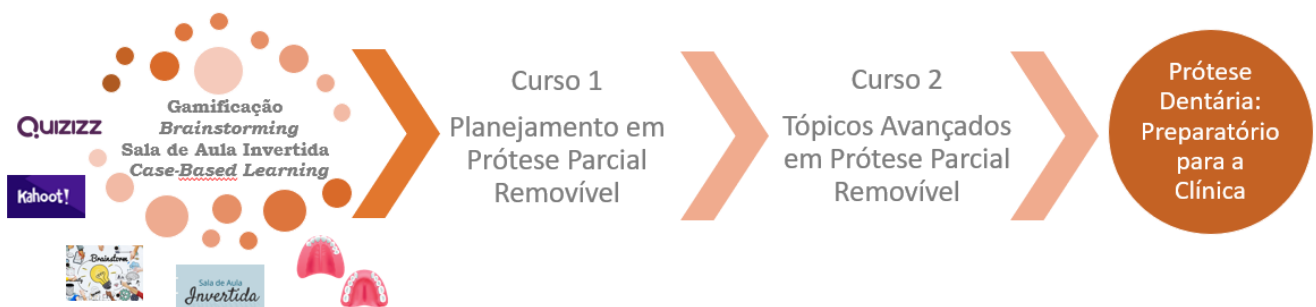 Gamificação
Brainstorming
Sala de Aula Invertida
Case-Based Learning
QUIZIZZ
Kahoot!
Brainstorm
Sala de Aula
Invertida
Curso 1
Planejamento em
Prótese Parcial
Removível
Curso 2
Tópicos Avançados
em Prótese Parcial
Removível
Prótese
Dentária:
Preparatório
para a
Clínica